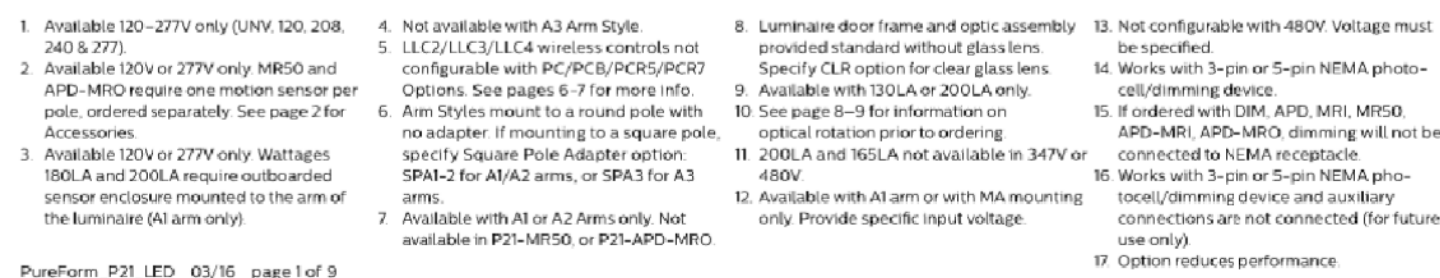 1. Available 120–277V only (UNV, 120, 208,
240 & 277).
2. Available 120V or 277V only. MR50 and
APD-MRO require one motion sensor per
pole, ordered separately. See page 2 for
Accessories.
3. Available 120V or 277V only. Wattages
180LA and 200LA require outboarded
sensor enclosure mounted to the arm of
the luminaire (A1 arm only).
4. Not available with A3 Arm Style.
5. LLC2/LLC3/LLC4 wireless controls not
configurable with PC/PCB/PCR5/PCR7
Options. See pages 6-7 for more info.
6. Arm Styles mount to a round pole with
no adapter. If mounting to a square pole,
specify Square Pole Adapter option:
SPA1-2 for A1/A2 arms, or SPA3 for A3
arms.
7. Available with A1 or A2 Arms only. Not
available in P21-MR50, or P21-APD-MRO.
8. Luminaire door frame and optic assembly
provided standard without glass lens.
Specify CLR option for clear glass lens.
9. Available with 130LA or 200LA only.
10. See page 8–9 for information on
optical rotation prior to ordering.
11. 200LA and 165LA not available in 347V or
480V.
12. Available with A1 arm or with MA mounting
only. Provide specific input voltage.
13. Not configurable with 480V. Voltage must
be specified.
14. Works with 3-pin or 5-pin NEMA photo-
cell/dimming device.
15. If ordered with DIM, APD, MRI, MR50,
APD-MRI, APD-MRO, dimming will not be
connected to NEMA receptacle.
16. Works with 3-pin or 5-pin NEMA pho-
tocell/dimming device and auxiliary
connections are not connected (for future
use only).
17. Option reduces performance.
PureForm P21 LED 03/16 page 1 of 9